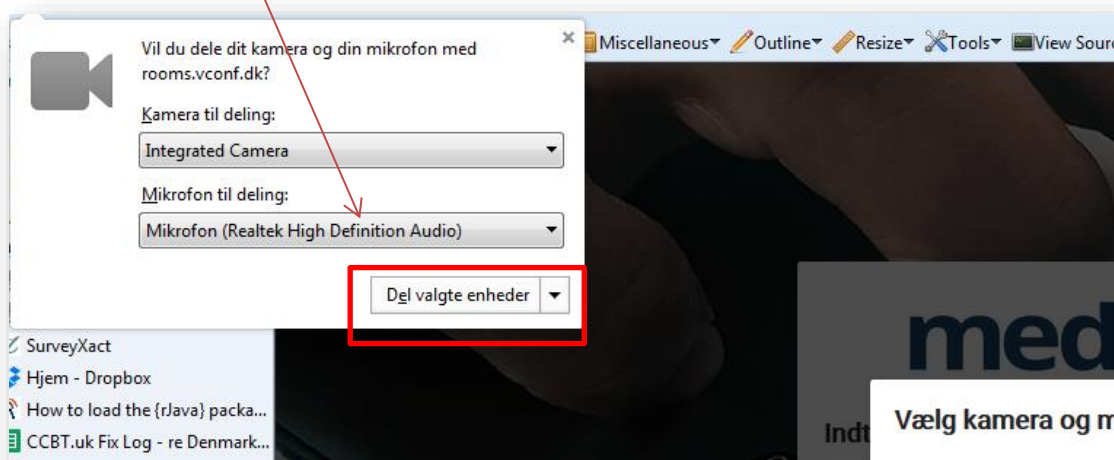 Vil du dele dit kamera og din mikrofon med
rooms.vconf.dk?
Kamera til deling:
Integrated Camera
Mikrofon til deling:
Mikrofon (Realtek High Definition Audio)
Del valgte enheder
Miscellaneous Outline Resize Tools View Sour
SurveyXact
Hjem - Dropbox
How to load the {rJava} packa...
CCBT.uk Fix Log - re Denmark...
med
Indt
Vælg kamera og m